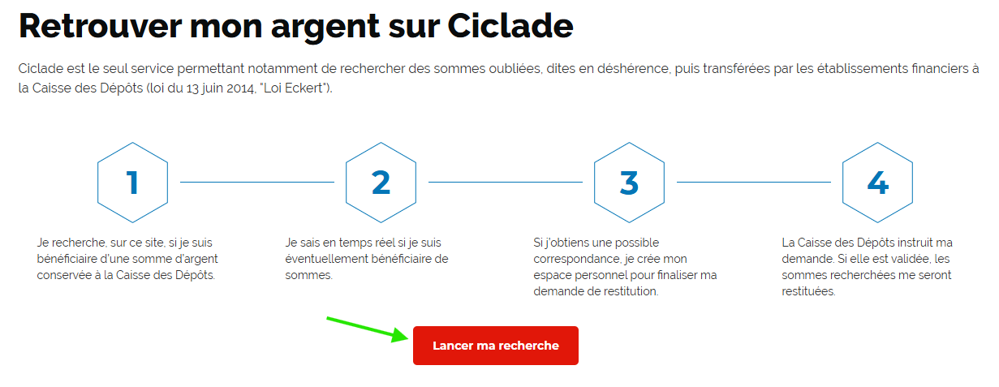 Retrouver mon argent sur Ciclade
Ciclade est le seul service permettant notamment de rechercher des sommes oubliées, dites en déshérence, puis transférées par les établissements financiers à
la Caisse des Dépôts (loi du 13 juin 2014, "Loi Eckert").
1
Je recherche, sur ce site, si je suis
bénéficiaire d'une somme d'argent
conservée à la Caisse des Dépôts.
2
Je sais en temps réel si je suis
éventuellement bénéficiaire de
sommes.
3
Si j'obtiens une possible
correspondance, je crée mon
espace personnel pour finaliser ma
demande de restitution.
4
La Caisse des Dépôts instruit ma
demande. Si elle est validée, les
sommes recherchées me seront
restituées.
Lancer ma recherche